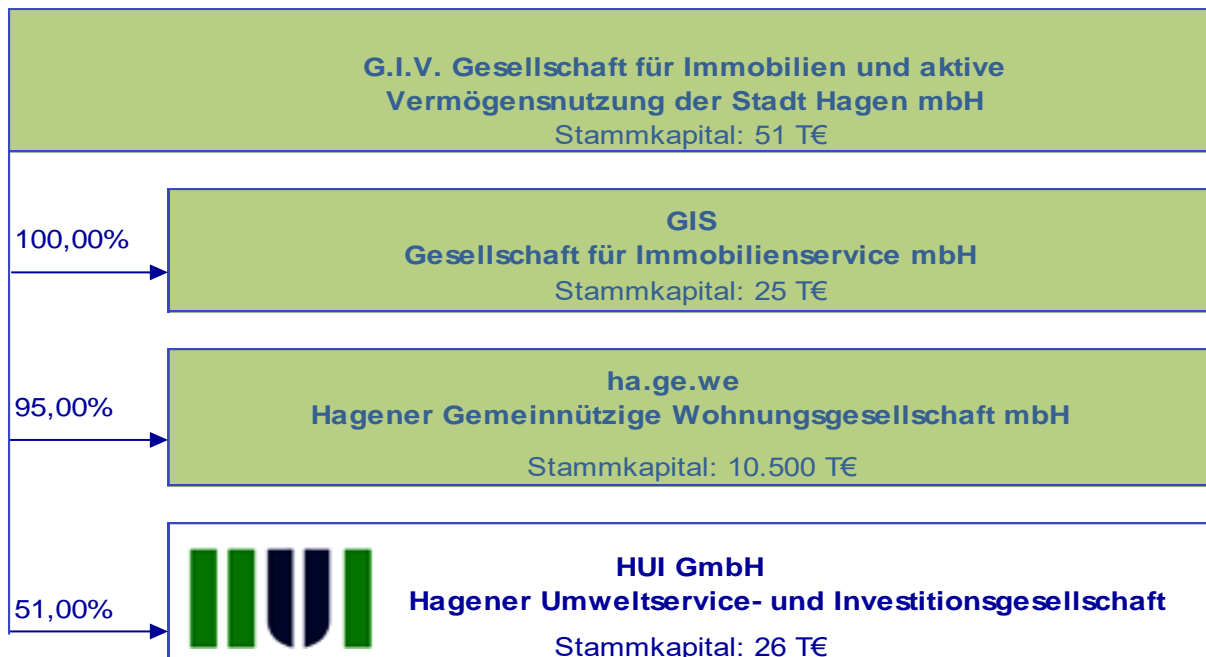 G.I.V. Gesellschaft für Immobilien und aktive
Vermögensnutzung der Stadt Hagen mbH
Stammkapital: 51 T€
100,00%
GIS
Gesellschaft für Immobilienservice mbH
Stammkapital: 25 T€
95,00%
ha.ge.we
Hagener Gemeinnützige Wohnungsgesellschaft mbH
Stammkapital: 10.500 T€
51,00%
HUI
HUI GmbH
Hagener Umweltservice- und Investitionsgesellschaft
Stammkapital: 26 T€